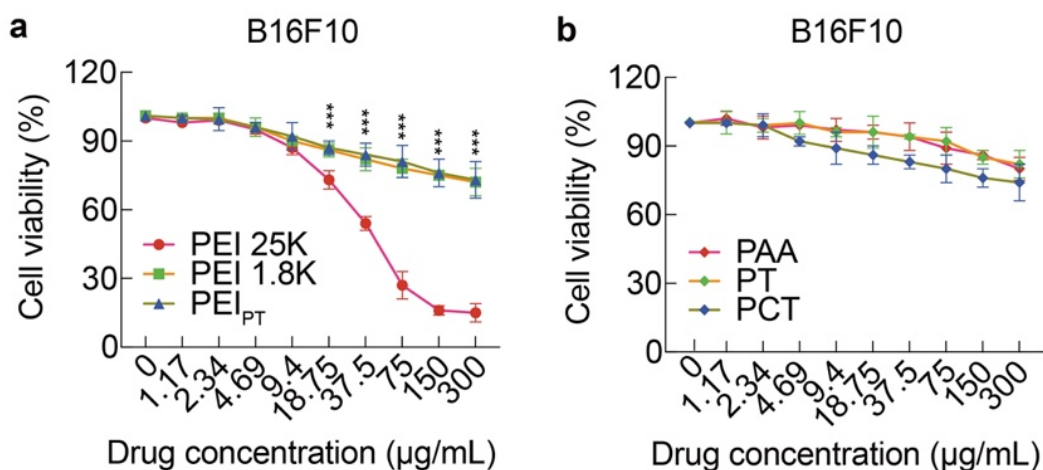 a
B16F10
Cell viability (%)
120
90
60
30
0
***
***
***
***
***
PEI 25K
PEI 1.8K
PEIPT
0
1.17
2.34
4.69
9.4
18.75
37.5
75
150
300
Drug concentration (µg/mL)
b
B16F10
Cell viability (%)
120
90
60
30
0
PAA
PT
PCT
0
1.17
2.34
4.69
9.4
18.75
37.5
75
150
300
Drug concentration (µg/mL)